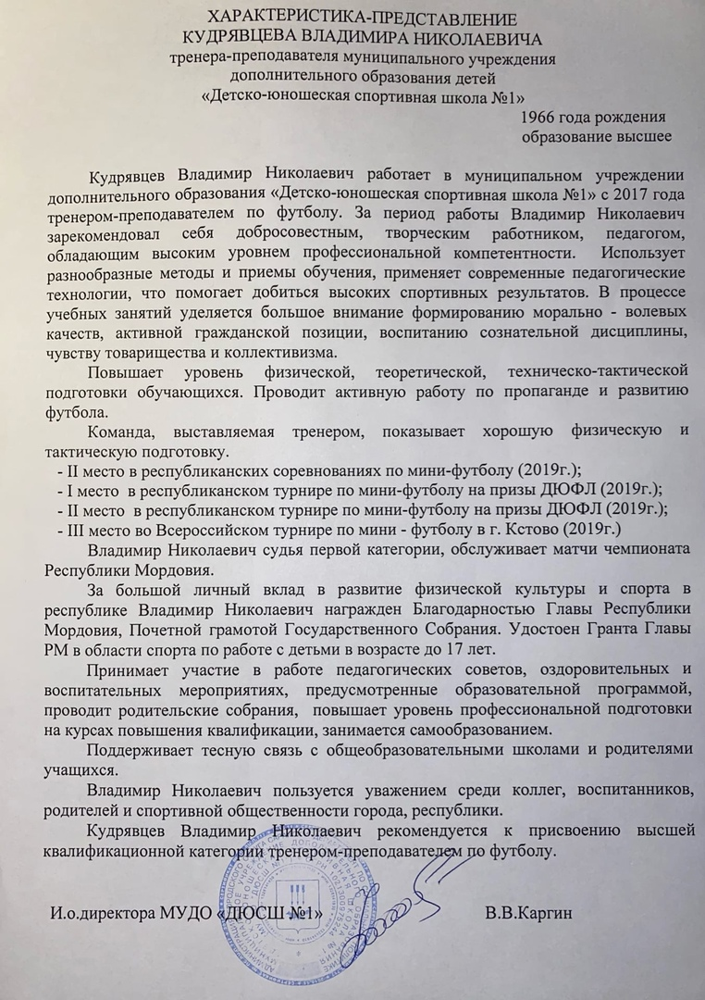 ХАРАКТЕРИСТИКА-ПРЕДСТАВЛЕНИЕ
КУДРЯВЦЕВА ВЛАДИМИРА НИКОЛАЕВИЧА
тренера-преподавателя муниципального учреждения
дополнительного образования детей
«Детско-юношеская спортивная школа №1»
1966 года рождения
образование высшее
Кудрявцев Владимир Николаевич работает в муниципальном учреждении
дополнительного образования «Детско-юношеская спортивная школа №1» с 2017 года
тренером-преподавателем по футболу. За период работы Владимир Николаевич
зарекомендовал себя добросовестным, творческим работником, педагогом,
обладающим высоким уровнем профессиональной компетентности. Использует
разнообразные методы и приемы обучения, применяет современные педагогические
технологии, что помогает добиться высоких спортивных результатов. В процессе
учебных занятий уделяется большое внимание формированию морально - волевых
качеств, активной гражданской позиции, воспитанию сознательной дисциплины,
чувству товарищества и коллективизма.
Повышает уровень физической, теоретической, техническо-тактической
подготовки обучающихся. Проводит активную работу по пропаганде и развитию
футбола.
Команда, выставляемая тренером, показывает хорошую физическую и
тактическую подготовку.
- II место в республиканских соревнованиях по мини-футболу (2019г.);
- I место в республиканском турнире по мини-футболу на призы ДЮФЛ (2019г.);
- II место в республиканском турнире по мини-футболу на призы ДЮФЛ (2019г.);
- III место во Всероссийском турнире по мини - футболу в г. Кстово (2019г.)
Владимир Николаевич судья первой категории, обслуживает матчи чемпионата
Республики Мордовия.
За большой личный вклад в развитие физической культуры и спорта в
республике Владимир Николаевич награжден Благодарностью Главы Республики
Мордовия, Почетной грамотой Государственного Собрания. Удостоен Гранта Главы
РМ в области спорта по работе с детьми в возрасте до 17 лет.
Принимает участие в работе педагогических советов, оздоровительных и
воспитательных мероприятиях, предусмотренные образовательной программой,
проводит родительские собрания, повышает уровень профессиональной подготовки
на курсах повышения квалификации, занимается самообразованием.
Поддерживает тесную связь с общеобразовательными школами и родителями
учащихся.
Владимир Николаевич пользуется уважением среди коллег, воспитанников,
родителей и спортивной общественности города, республики.
Кудрявцев Владимир Николаевич рекомендуется к присвоению высшей
квалификационной категории тренером-преподавателем по футболу.
И.о.директора МУДО «ДЮСШ №1» В.В.Каргин